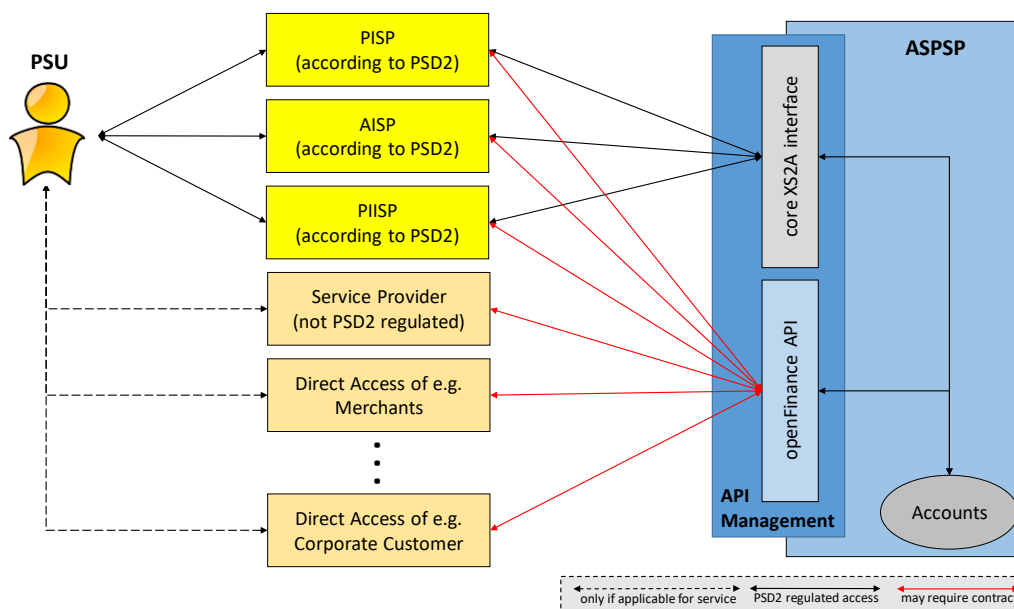 PSU
PISP
(according to PSD2)
AISP
(according to PSD2)
PIISP
(according to PSD2)
Service Provider
(not PSD2 regulated)
Direct Access of e.g.
Merchants
Direct Access of e.g.
Corporate Customer
ASPSP
core XS2A interface
openFinance API
API
Management
Accounts
only if applicable for service
PSD2 regulated access
may require contract